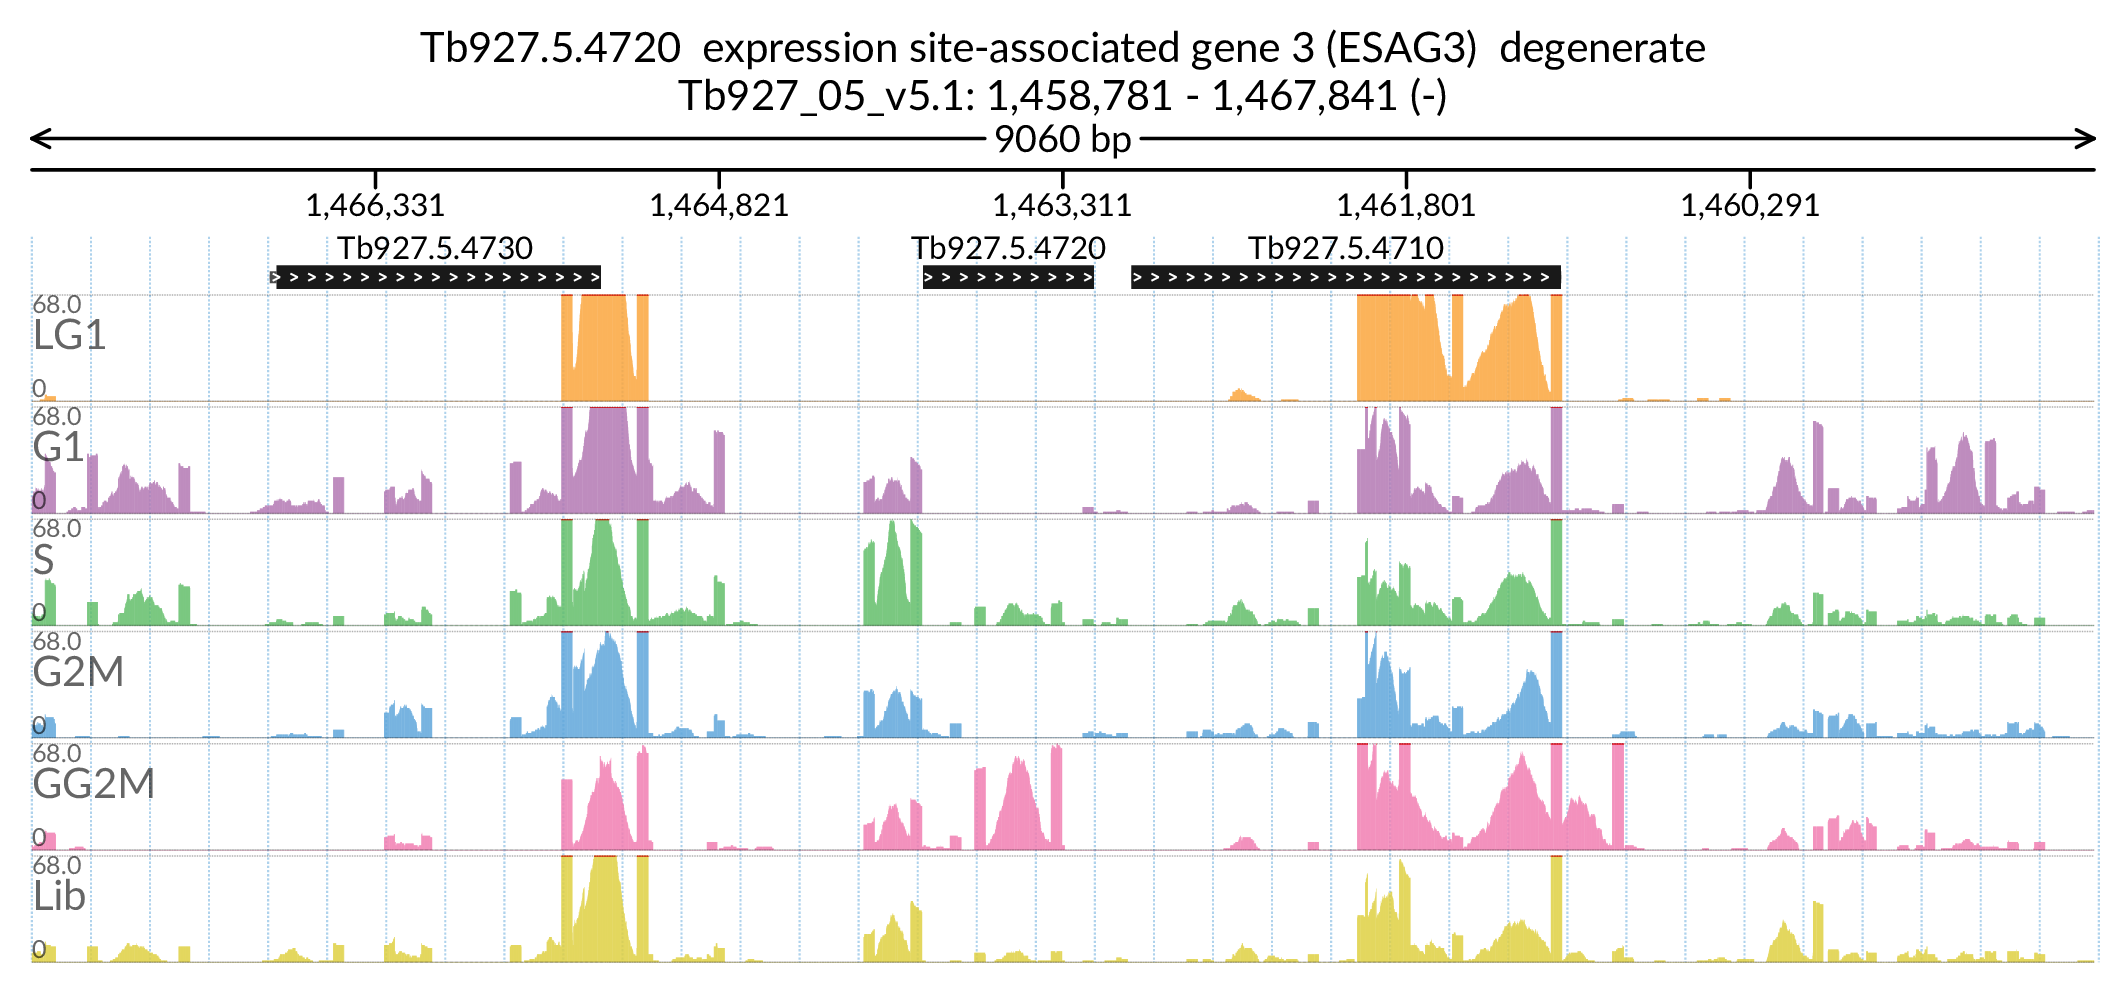 Tb927.5.4720  expression site-associated gene 3 (ESAG3)  degenerate
Tb927_05_v5.1: 1,458,781 - 1,467,841 (-)
9060 bp
1,466,331 1,464,821 1,463,311 1,461,801 1,460,291
Tb927.5.4730 Tb927.5.4720 Tb927.5.4710
68.0
LG1
0
68.0
G1
0
68.0
S
0
68.0
G2M
0
68.0
GG2M
0
68.0
Lib
0